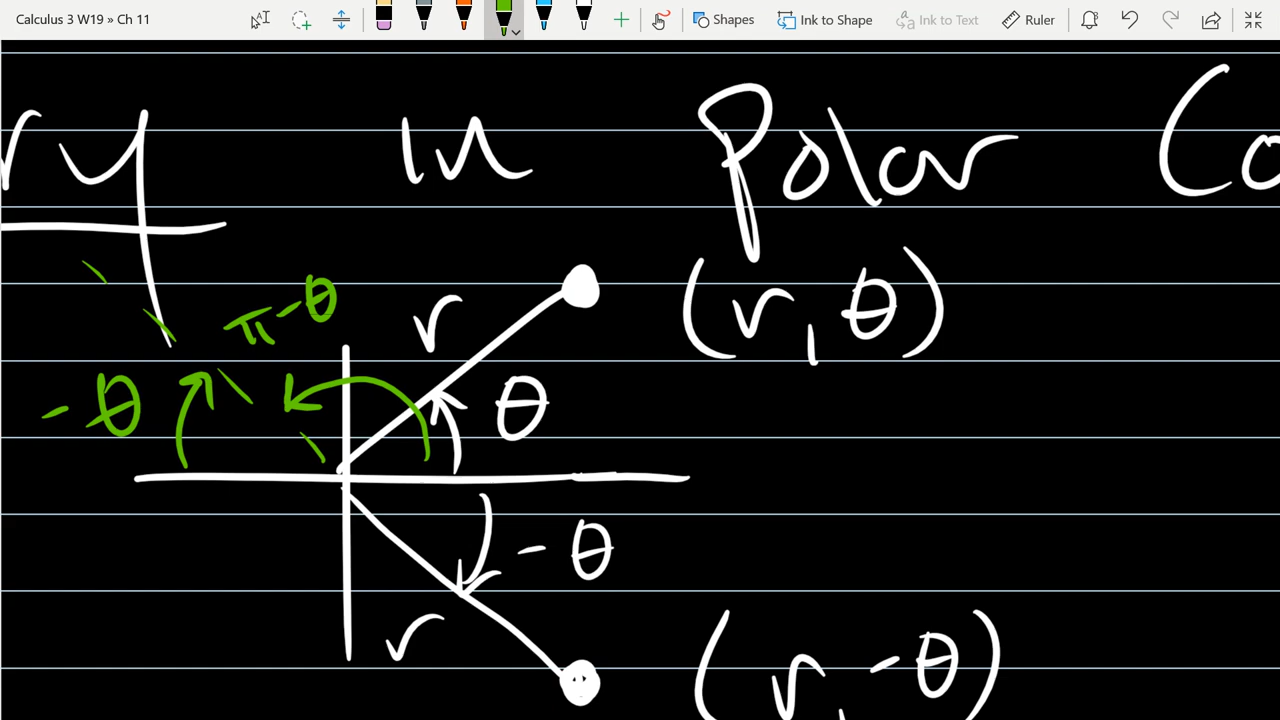 Calculus 3 W19 » Ch 11
Shapes Ink to Shape Ink to Text Ruler
ry in Polar Co
(r, θ)
π-θ
r
-θ
θ
-θ
r
(r, -θ)